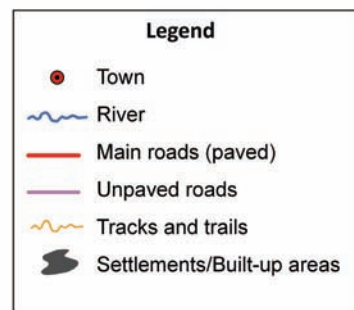 Legend
Town
River
Main roads (paved)
Unpaved roads
Tracks and trails
Settlements/Built-up areas